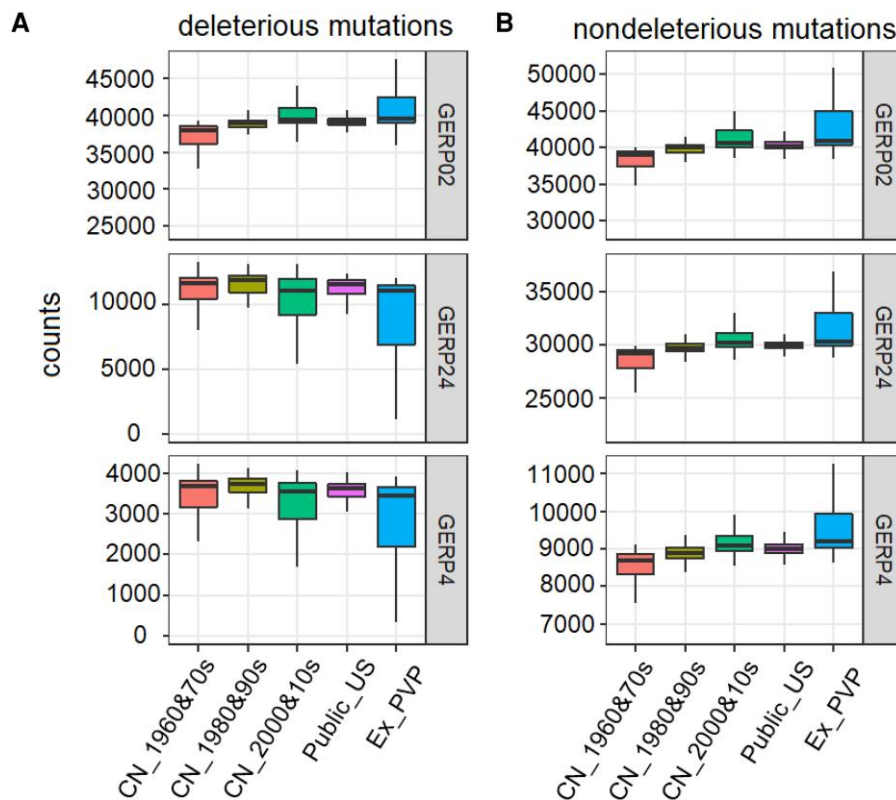 A
deleterious mutations
B
nondeleterious mutations
counts
45000
40000
35000
30000
25000
GERP02
50000
45000
40000
35000
30000
GERP02
10000
5000
0
GERP24
35000
30000
25000
GERP24
4000
3000
2000
1000
0
GERP4
11000
10000
9000
8000
7000
GERP4
CN_1960&70s
CN_1980&90s
CN_2000&10s
Public_US
Ex_PVP
CN_1960&70s
CN_1980&90s
CN_2000&10s
Public_US
Ex_PVP